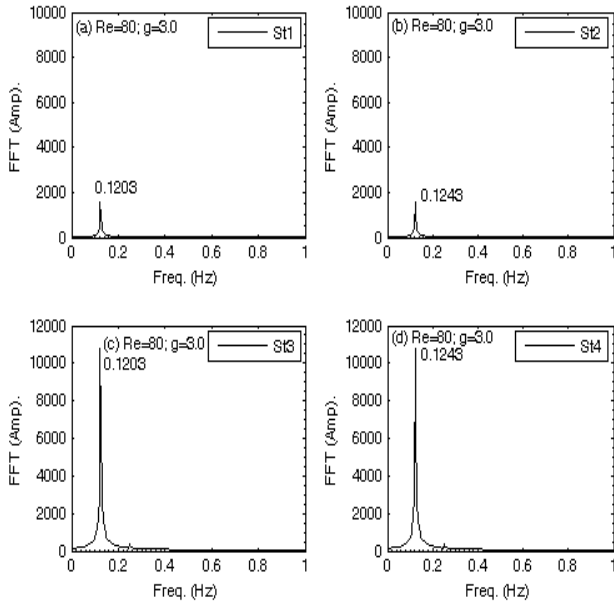 (a) Re=80; g=3.0
St1
10000
8000
6000
4000
2000
0
FFT (Amp).
0.1203
0 0.2 0.4 0.6 0.8 1
Freq. (Hz)
(b) Re=80; g=3.0
St2
10000
8000
6000
4000
2000
0
FFT (Amp).
0.1243
0 0.2 0.4 0.6 0.8 1
Freq. (Hz)
(c) Re=80; g=3.0
St3
12000
10000
8000
6000
4000
2000
0
FFT (Amp).
0.1203
0 0.2 0.4 0.6 0.8 1
Freq. (Hz)
(d) Re=80; g=3.0
St4
12000
10000
8000
6000
4000
2000
0
FFT (Amp).
0.1243
0 0.2 0.4 0.6 0.8 1
Freq. (Hz)